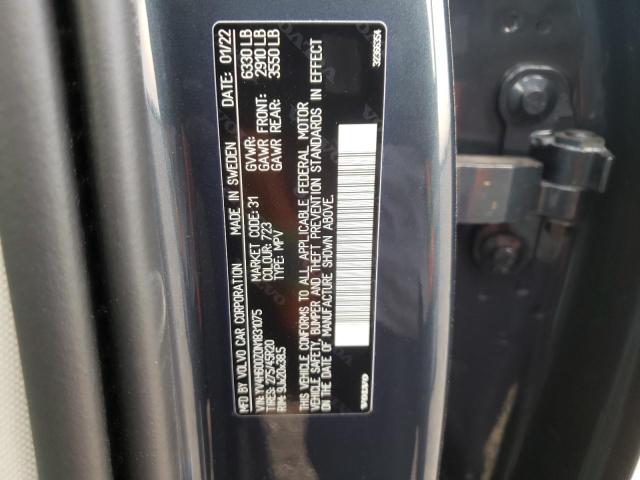 MFD BY VOLVO CAR CORPORATION MADE IN SWEDEN DATE: 01/22
VIN: YV4H600Z0N1831075 MARKET CODE: 31 GVWR: 6330 LB
TIRES: 275/45R20 COLOUR: 723 GAWR FRONT: 2910 LB
RIM: 9Jx20x38.5 TYPE: MPV GAWR REAR: 3550 LB
THIS VEHICLE CONFORMS TO ALL APPLICABLE FEDERAL MOTOR
VEHICLE SAFETY, BUMPER AND THEFT PREVENTION STANDARDS IN EFFECT
ON THE DATE OF MANUFACTURE SHOWN ABOVE.
VOLVO 32366354